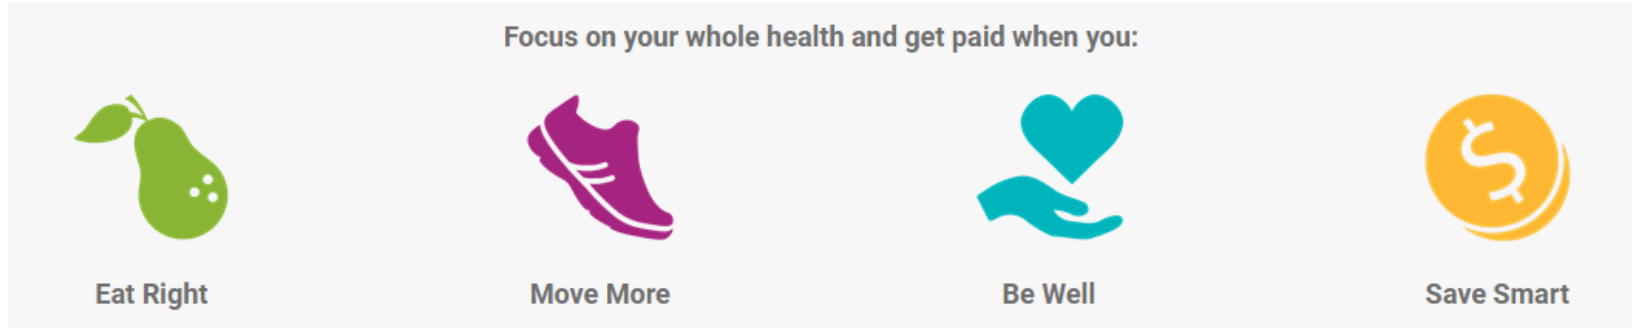 Focus on your whole health and get paid when you:
Eat Right
Move More
Be Well
Save Smart